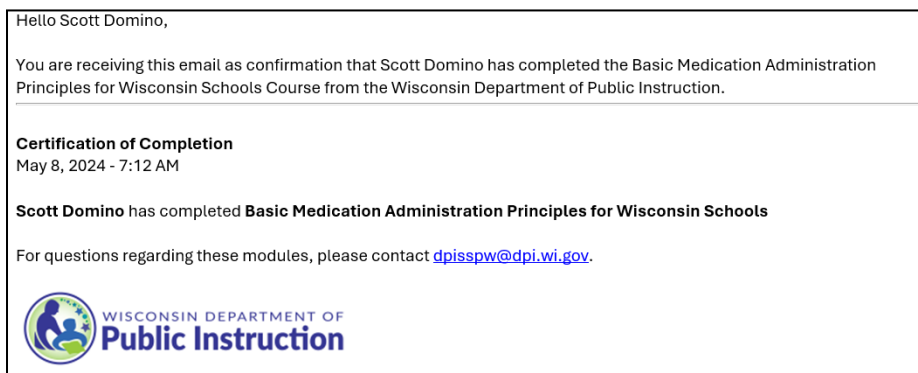 Hello Scott Domino,
You are receiving this email as confirmation that Scott Domino has completed the Basic Medication Administration
Principles for Wisconsin Schools Course from the Wisconsin Department of Public Instruction.
Certification of Completion
May 8, 2024 - 7:12 AM
Scott Domino has completed Basic Medication Administration Principles for Wisconsin Schools
For questions regarding these modules, please contact dpisspw@dpi.wi.gov.
WISCONSIN DEPARTMENT OF
Public Instruction